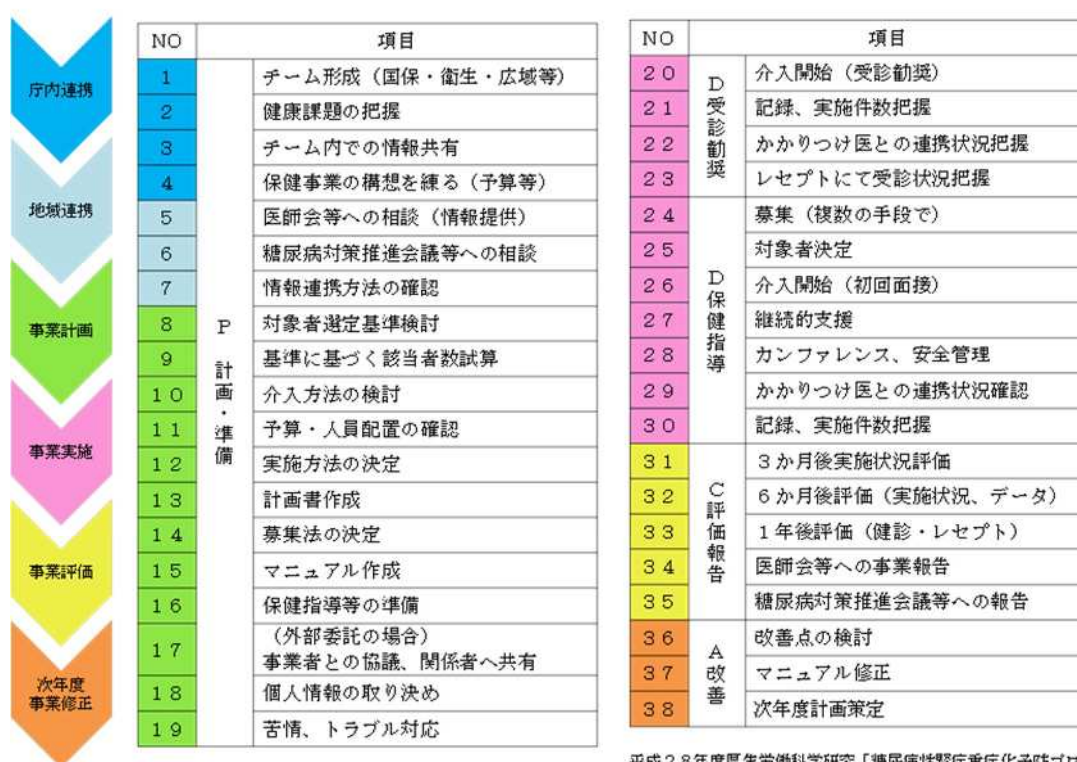 庁内連携
地域連携
事業計画
事業実施
事業評価
次年度
事業修正
NO 項目
P 計画・準備
1 チーム形成（国保・衛生・広域等）
2 健康課題の把握
3 チーム内での情報共有
4 保健事業の構想を練る（予算等）
5 医師会等への相談（情報提供）
6 糖尿病対策推進会議等への相談
7 情報連携方法の確認
8 対象者選定基準検討
9 基準に基づく該当者数試算
10 介入方法の検討
11 予算・人員配置の確認
12 実施方法の決定
13 計画書作成
14 募集法の決定
15 マニュアル作成
16 保健指導等の準備
17 （外部委託の場合）
事業者との協議、関係者へ共有
18 個人情報の取り決め
19 苦情、トラブル対応
NO 項目
D受診勧奨
20 介入開始（受診勧奨）
21 記録、実施件数把握
22 かかりつけ医との連携状況把握
23 レセプトにて受診状況把握
D保健指導
24 募集（複数の手段で）
25 対象者決定
26 介入開始（初回面接）
27 継続的支援
28 カンファレンス、安全管理
29 かかりつけ医との連携状況確認
30 記録、実施件数把握
C評価報告
31 3か月後実施状況評価
32 6か月後評価（実施状況、データ）
33 1年後評価（健診・レセプト）
34 医師会等への事業報告
35 糖尿病対策推進会議等への報告
A改善
36 改善点の検討
37 マニュアル修正
38 次年度計画策定